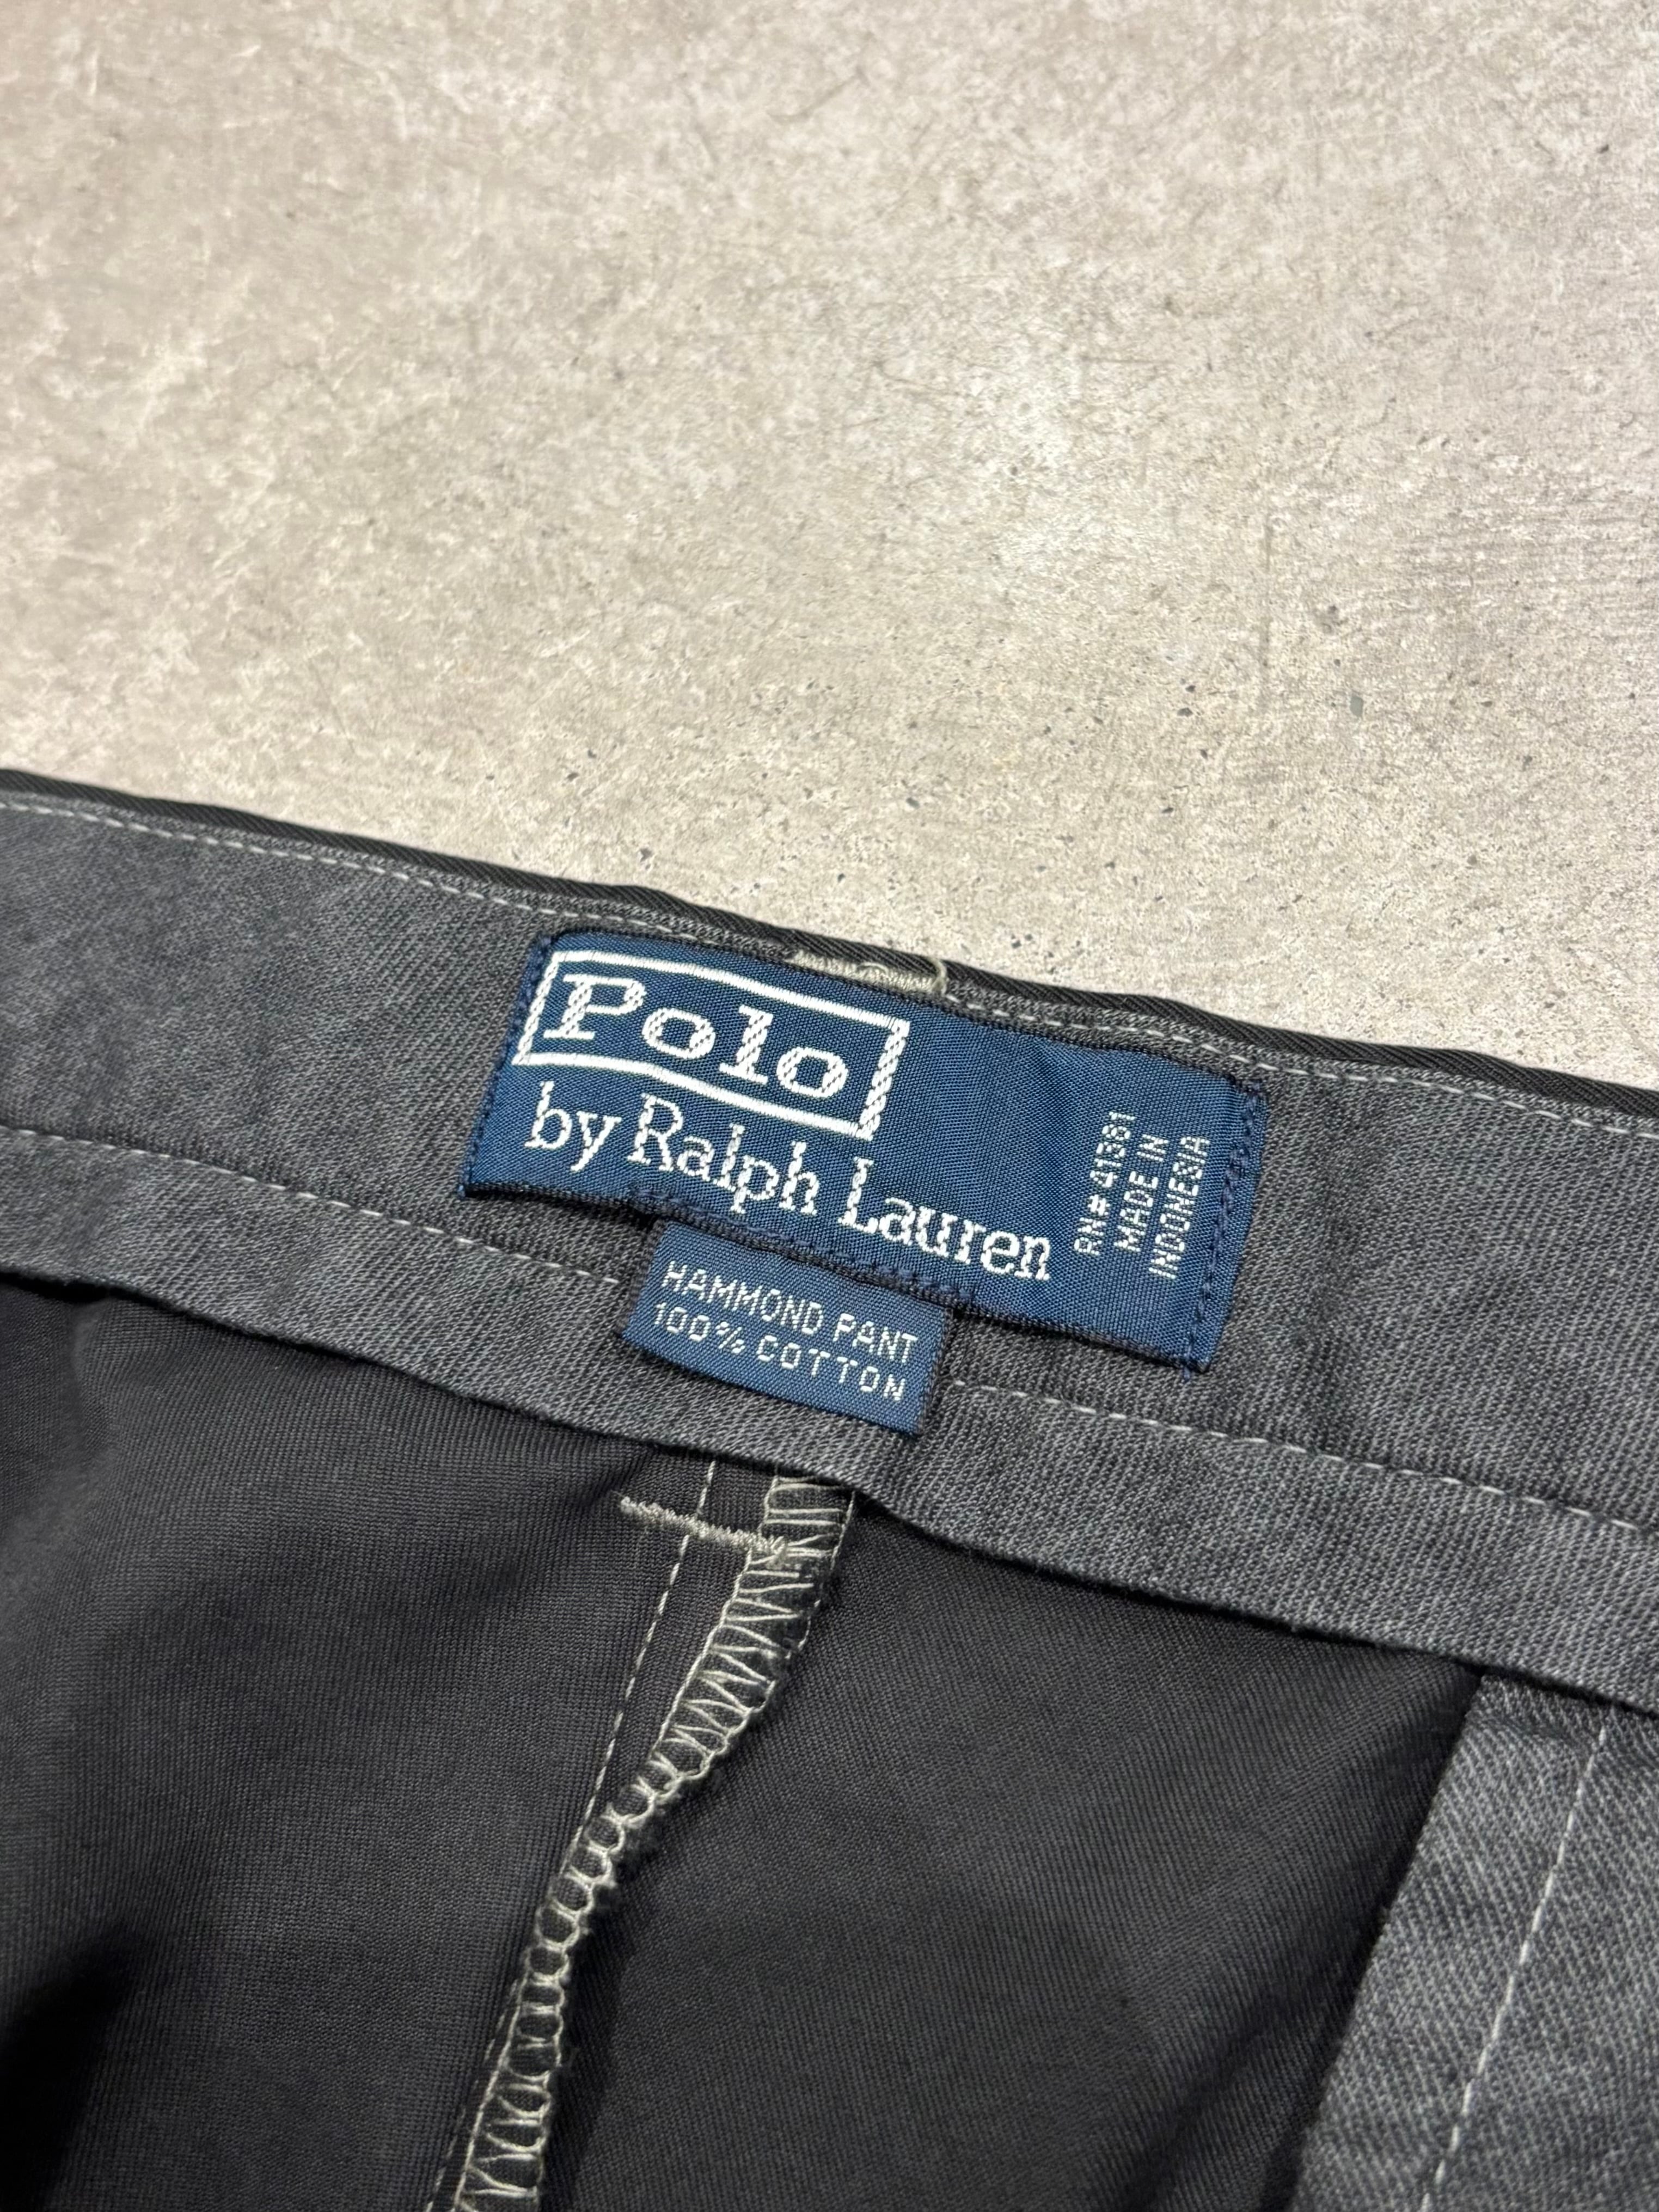 Polo
by Ralph Lauren
RN# 41381
MADE IN
INDONESIA
HAMMOND PANT
100% COTTON